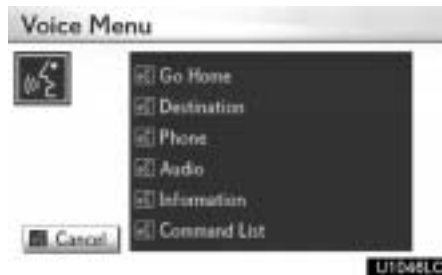 Voice Menu
Go Home
Destination
Phone
Audio
Information
Command List
Cancel
U1046LC